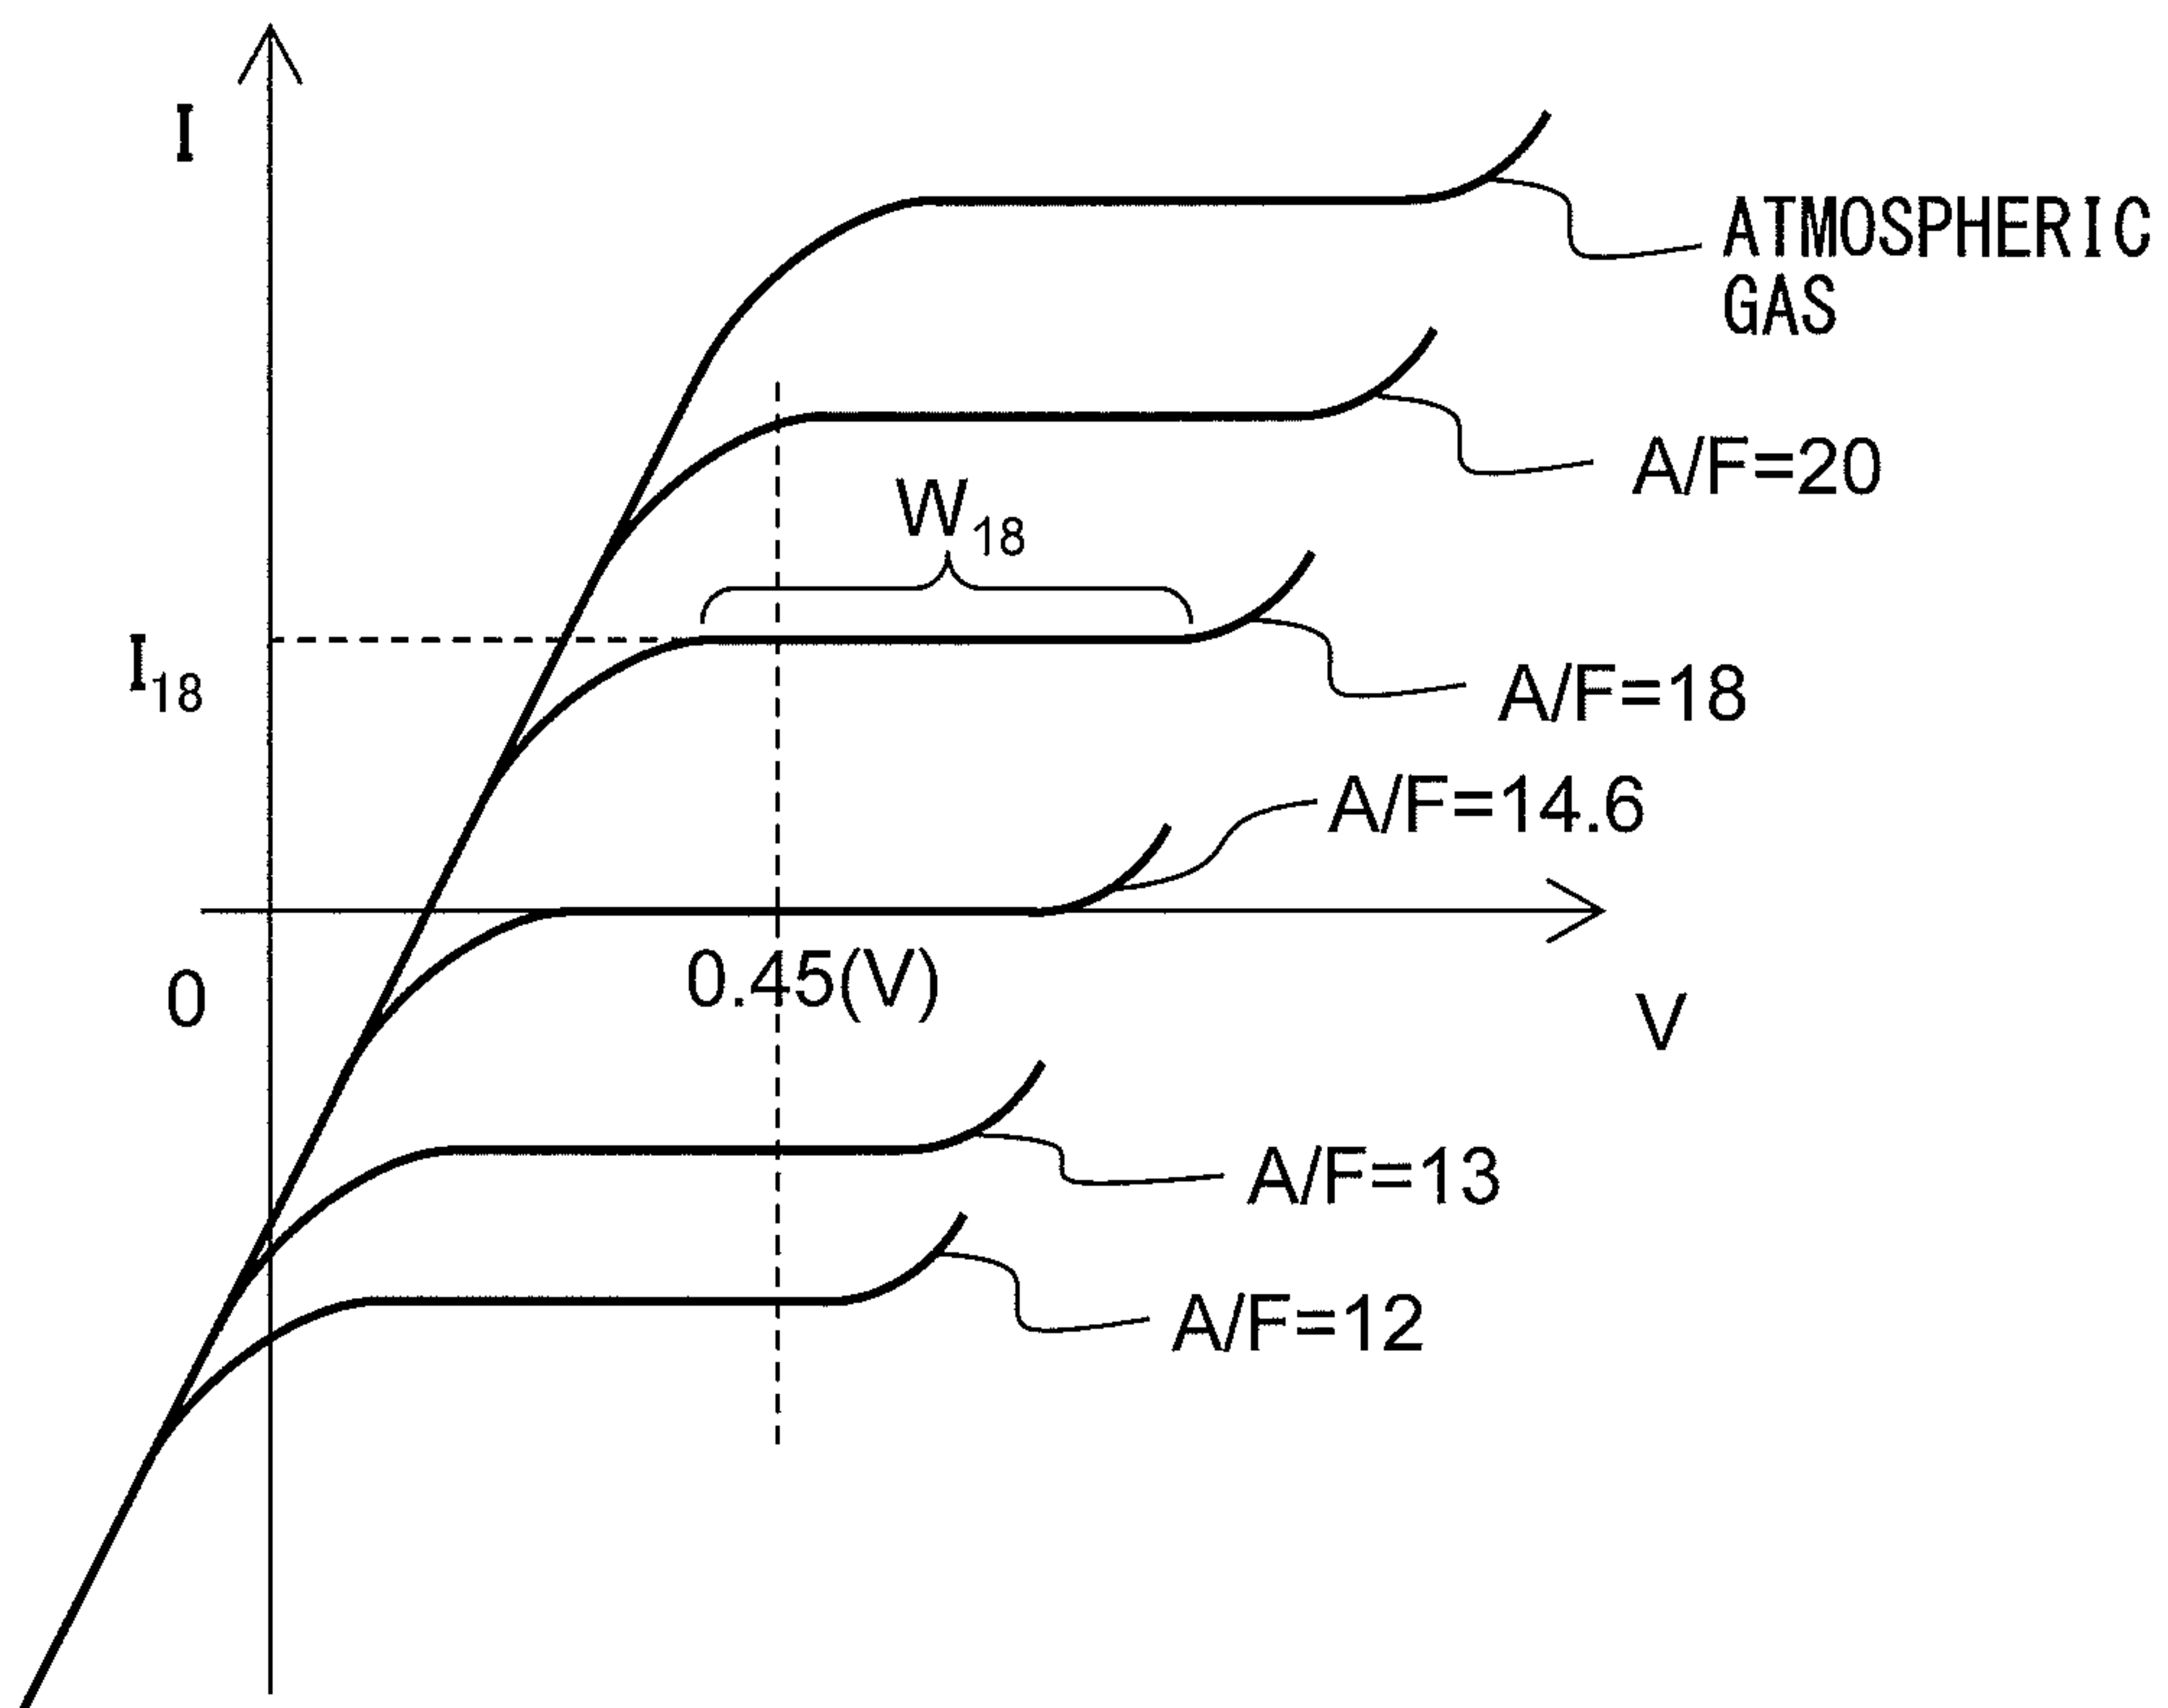 I
ATMOSPHERIC
GAS
A/F=20
W18
I18
A/F=18
A/F=14.6
0
0.45(V)
V
A/F=13
A/F=12